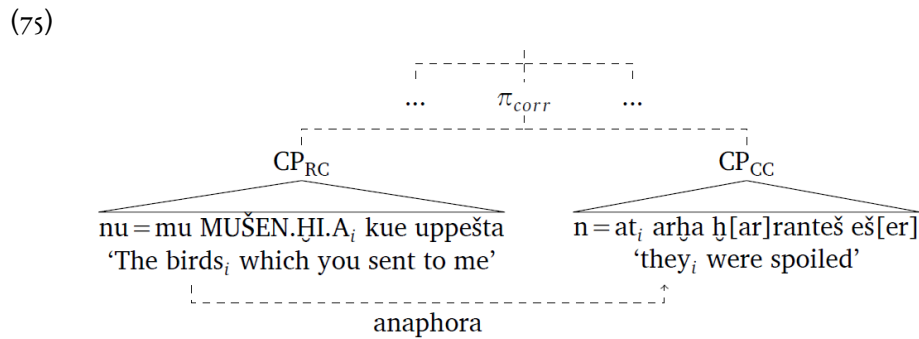 (75)
... π_corr ...
CP_RC CP_CC
nu=mu MUŠEN.ḪI.A_i kue uppešta n=at_i arḫa ḫ[ar]ranteš eš[er]
‘The birds_i which you sent to me’ ‘they_i were spoiled’
anaphora